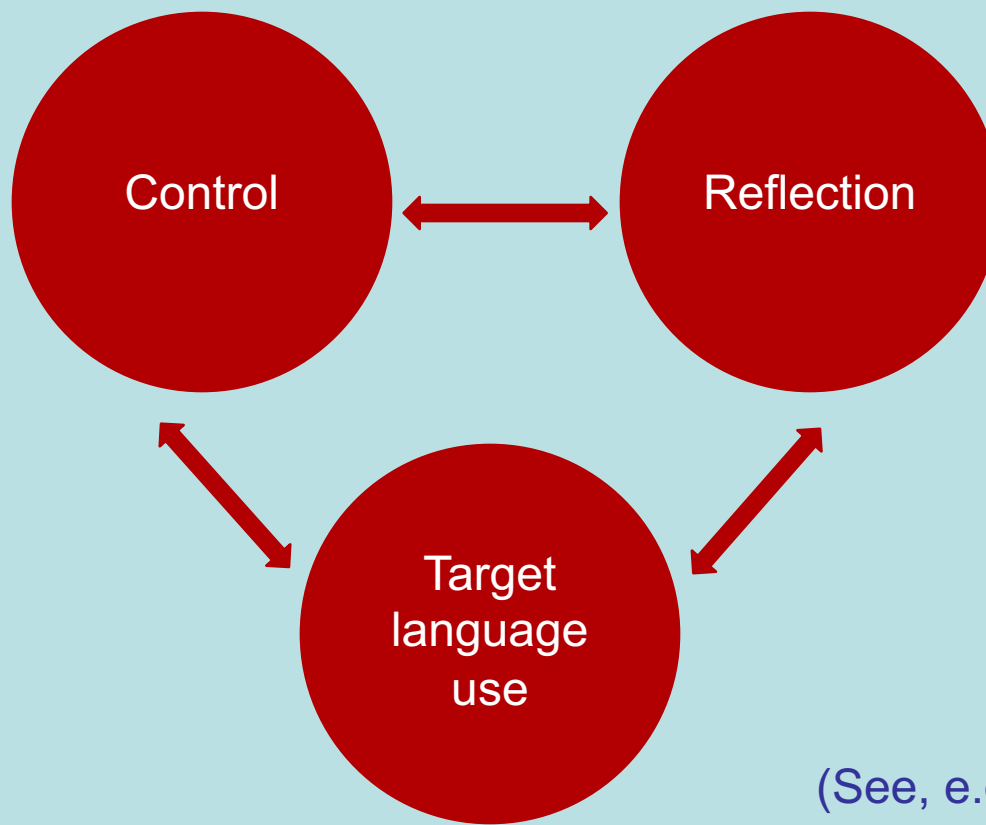 Control
Reflection
Target
language
use
(See, e.